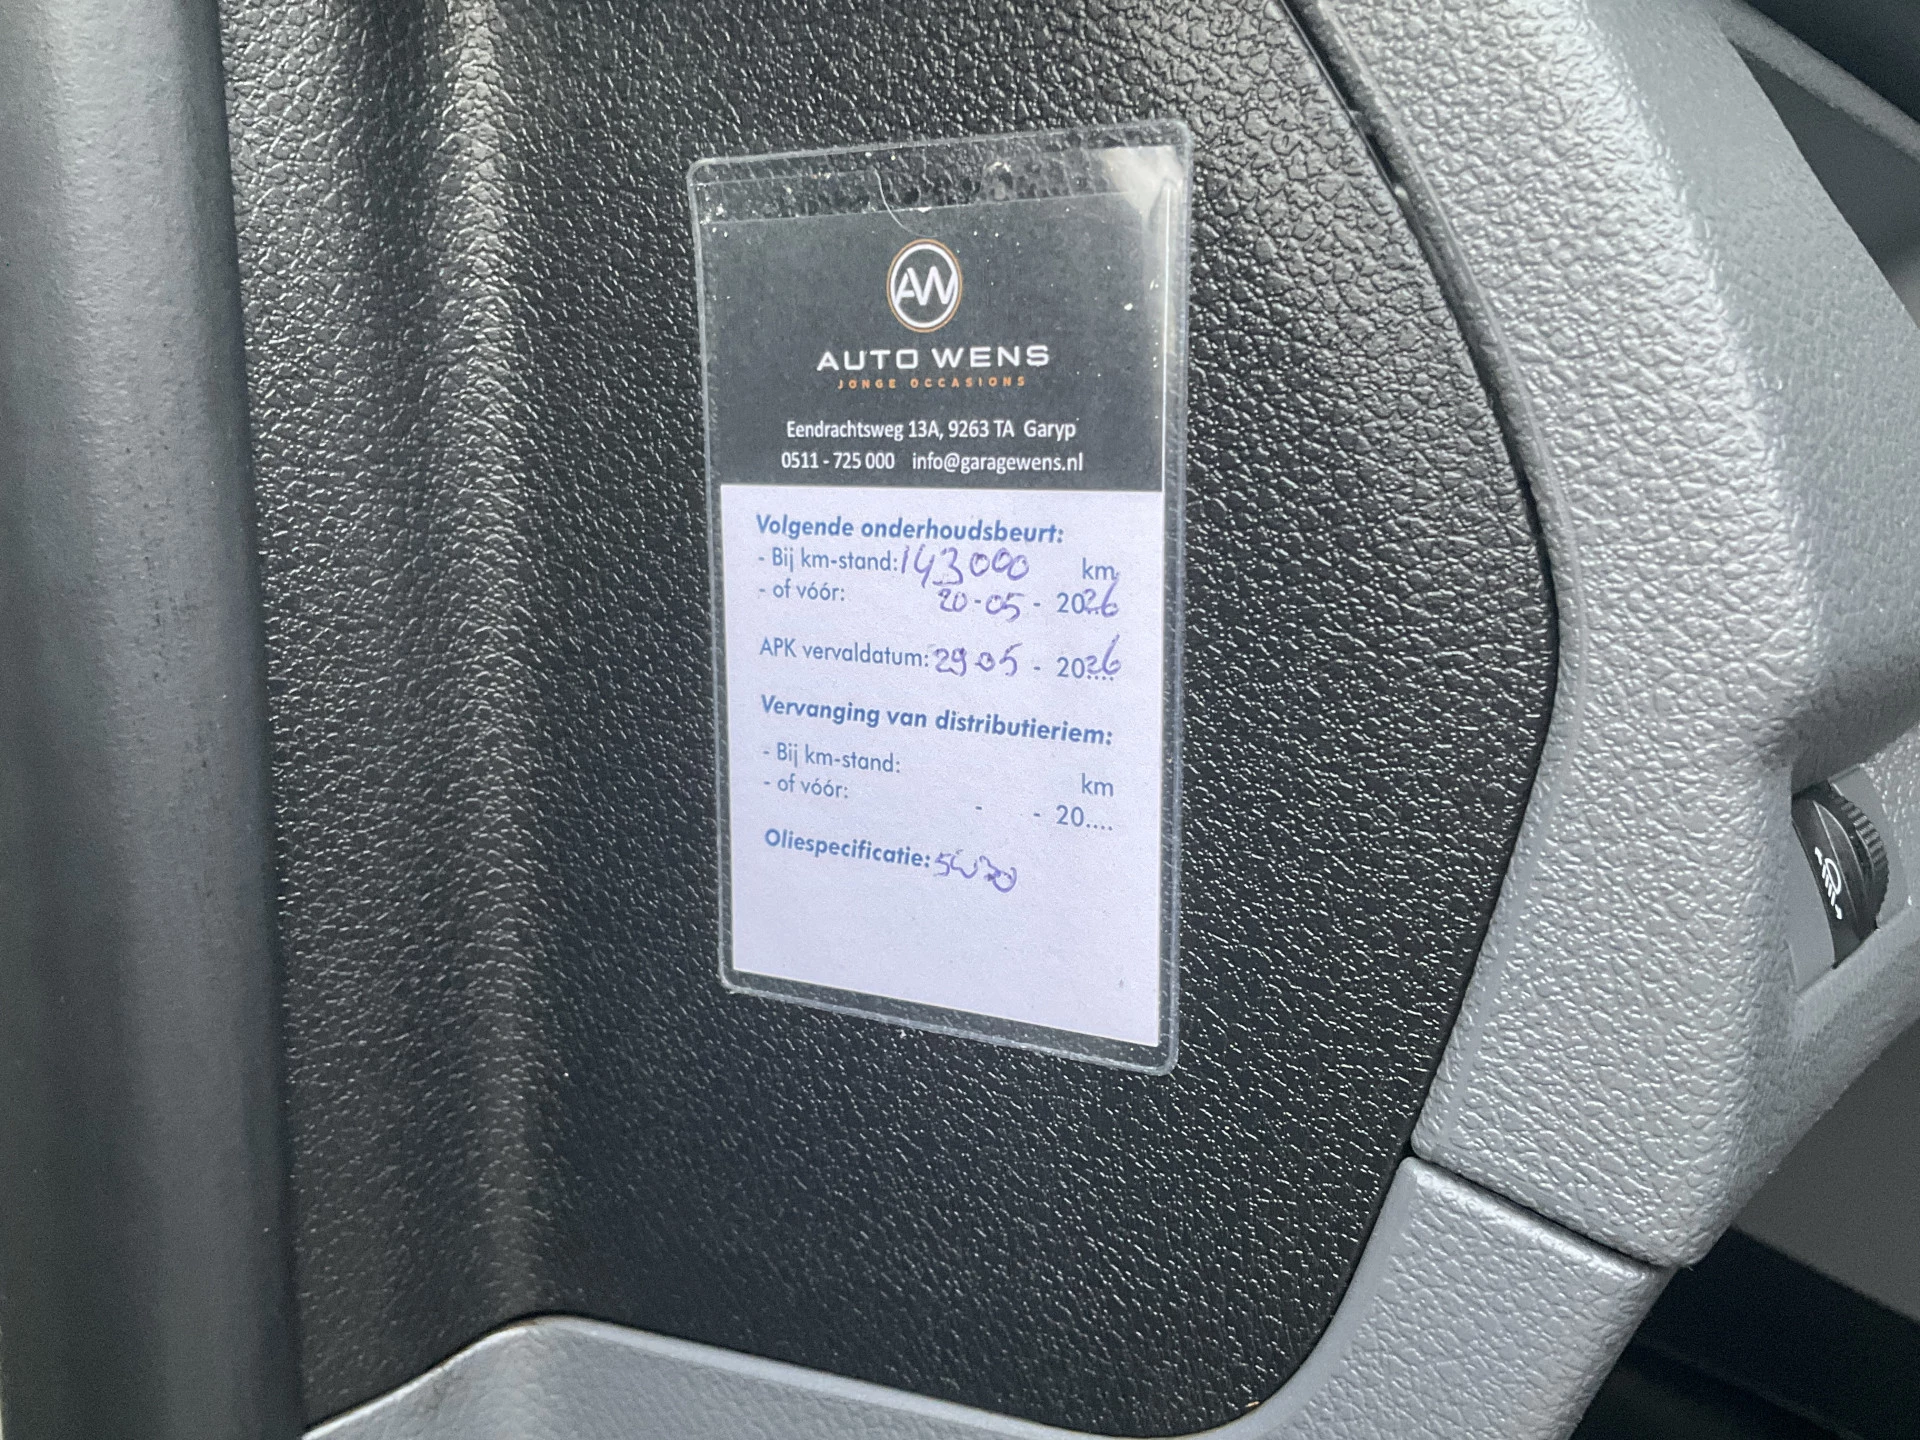 AW
AUTO WENS
JONGE OCCASIONS
Eendrachtsweg 13A, 9263 TA Garyp
0511 - 725 000 info@garagewens.nl
Volgende onderhoudsbeurt:
- Bij km-stand: 143000 km
- of vóór: 20-05 - 2026
APK vervaldatum: 29 05 - 2026
Vervanging van distributieriem:
- Bij km-stand: km
- of vóór: - - 20....
Oliespecificatie: 5W30